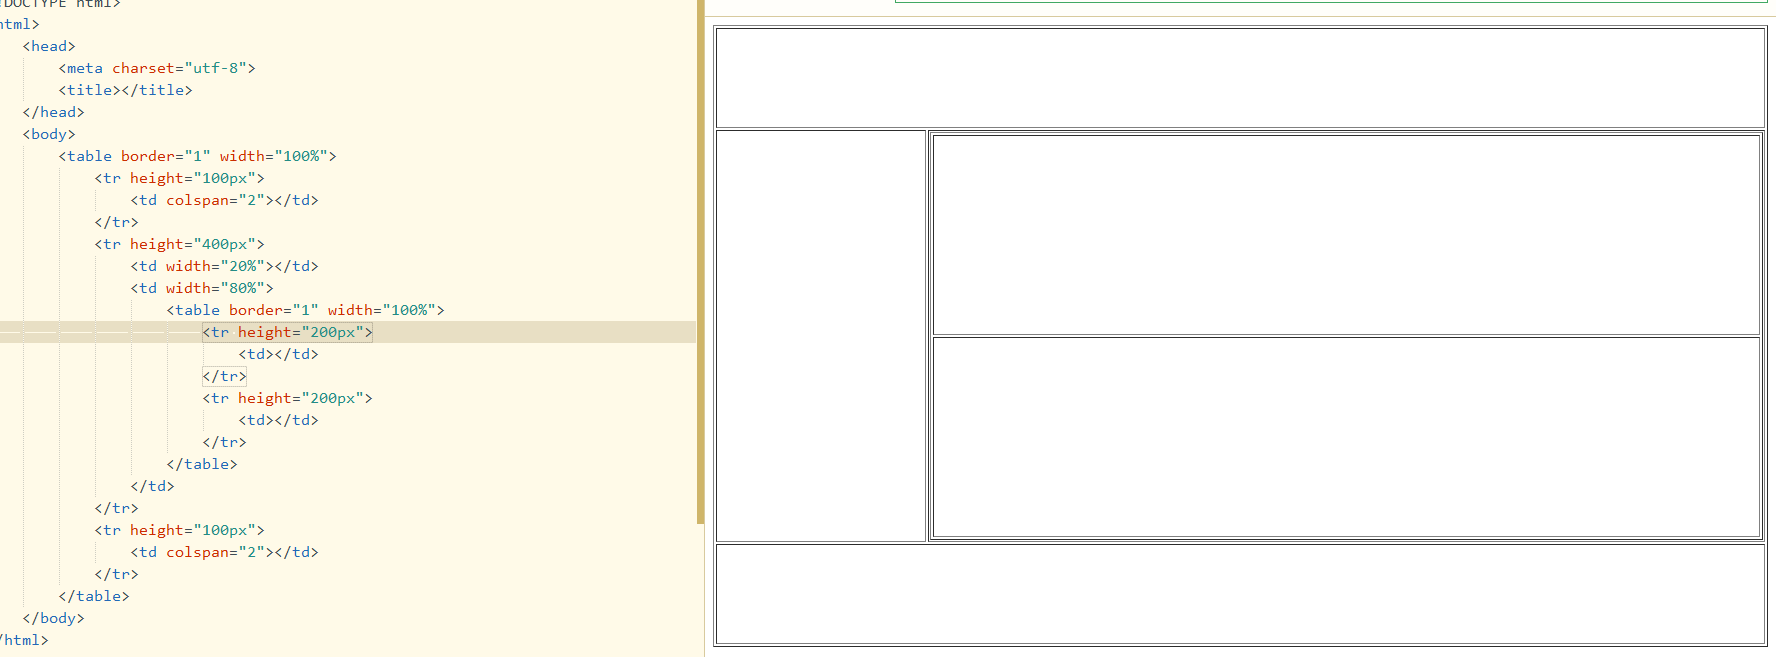 !DOCTYPE html>
html>
<head>
<meta charset="utf-8">
<title></title>
</head>
<body>
<table border="1" width="100%">
<tr height="100px">
<td colspan="2"></td>
</tr>
<tr height="400px">
<td width="20%"></td>
<td width="80%">
<table border="1" width="100%">
<tr height="200px">
<td></td>
</tr>
<tr height="200px">
<td></td>
</tr>
</table>
</td>
</tr>
<tr height="100px">
<td colspan="2"></td>
</tr>
</table>
</body>
/html>